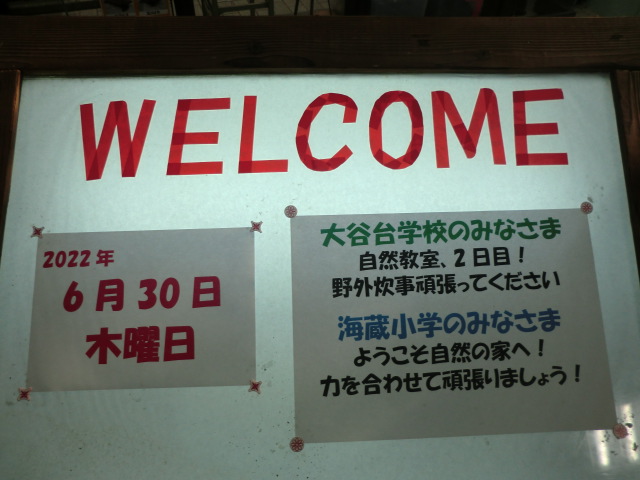 WELCOME
2022年
6月30日
木曜日
大谷台学校のみなさま
自然教室、2日目！
野外炊事頑張ってください
海蔵小学のみなさま
ようこそ自然の家へ！
力を合わせて頑張りましょう！